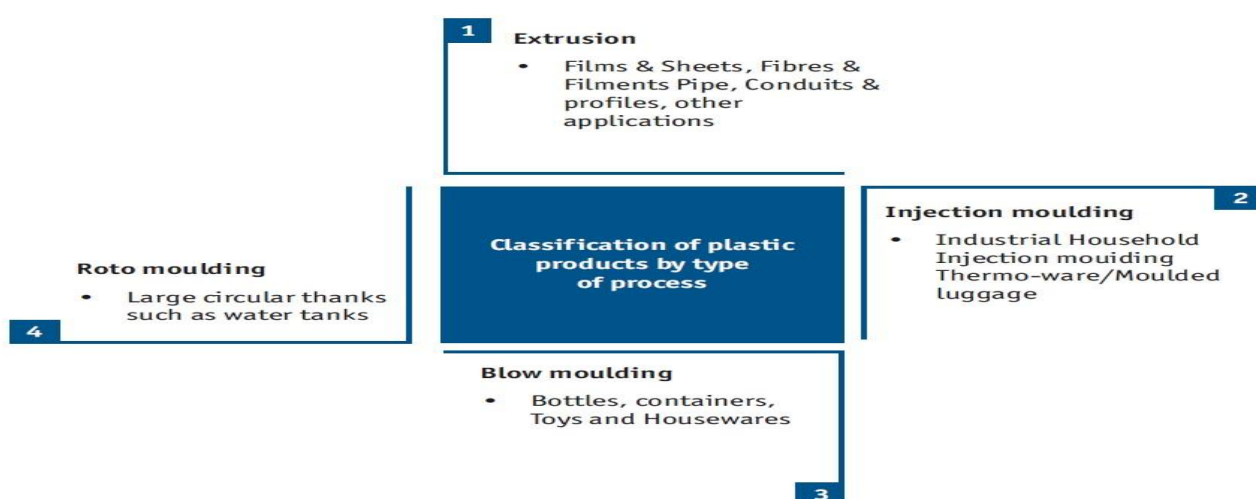 1
Extrusion
• Films & Sheets, Fibres &
Filments Pipe, Conduits &
profiles, other
applications
2
Injection moulding
• Industrial Household
Injection mouiding
Thermo-ware/Moulded
luggage
Classification of plastic
products by type
of process
Roto moulding
• Large circular thanks
such as water tanks
4
Blow moulding
• Bottles, containers,
Toys and Housewares
3